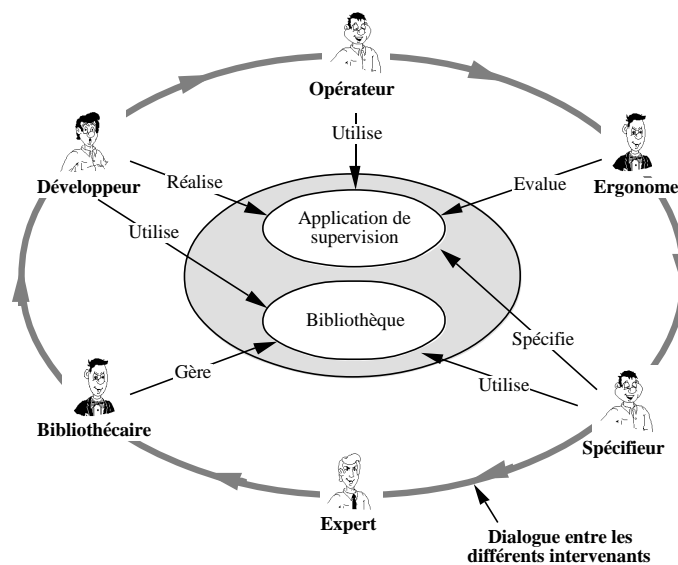 Opérateur
Utilise
Développeur
Ergonome
Réalise
Evalue
Utilise
Application de
supervision
Bibliothèque
Spécifie
Gère
Utilise
Bibliothécaire
Spécifieur
Expert
Dialogue entre les
différents intervenants